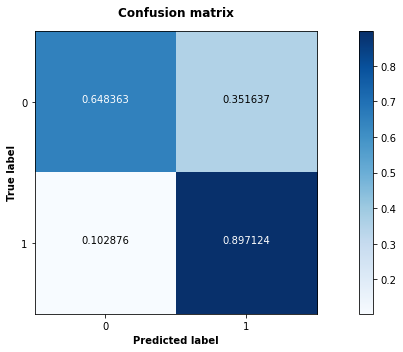 Confusion matrix
0.8
0.7
0 0.648363 0.351637
0.6
True label
0.5
0.4
1 0.102876 0.897124
0.3
0.2
0 1
Predicted label